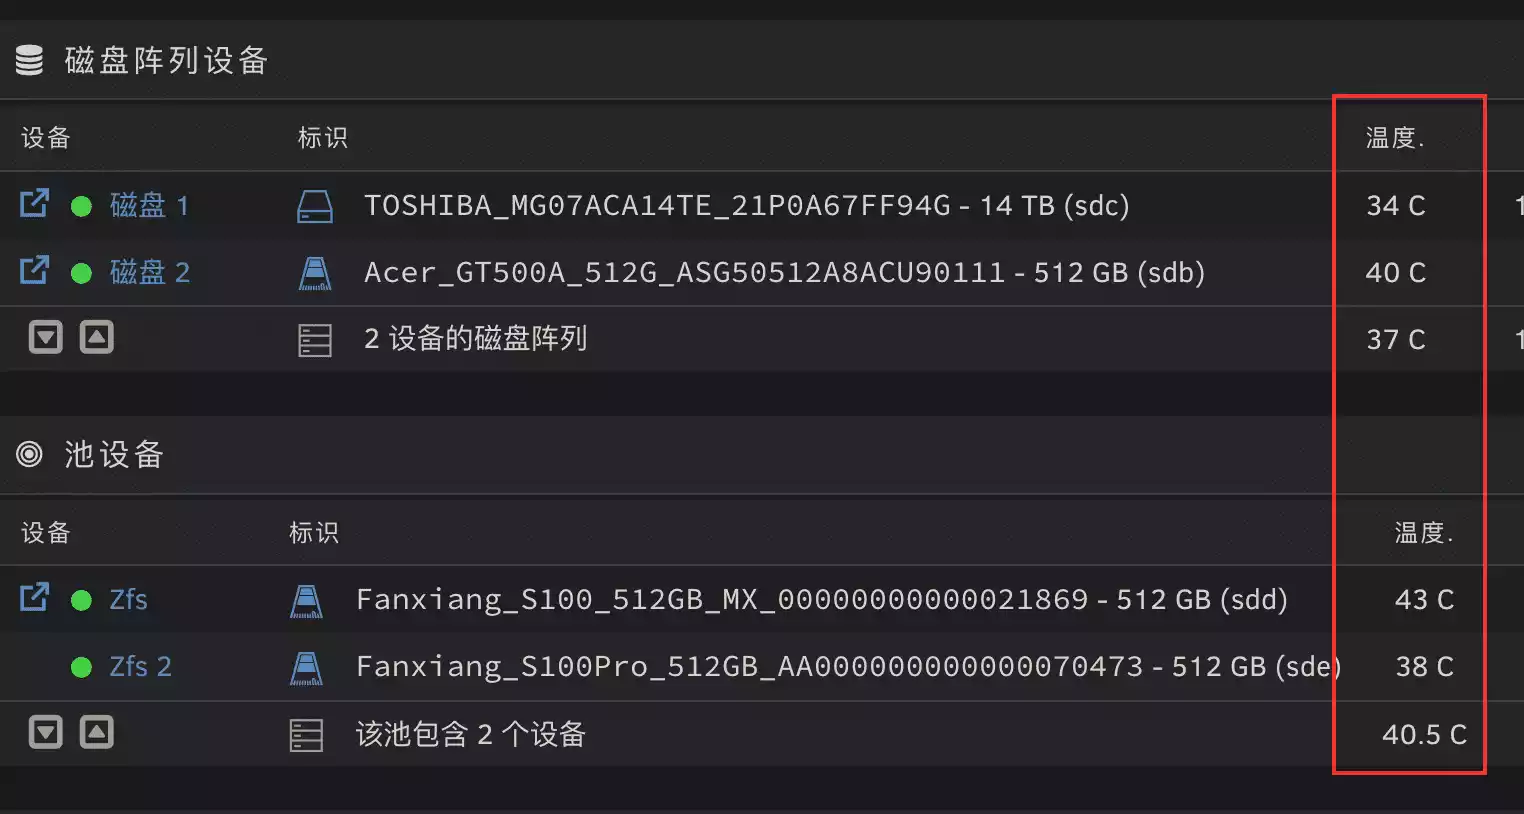 磁盘阵列设备
设备 标识 温度.
磁盘 1 TOSHIBA_MG07ACA14TE_21P0A67FF94G - 14 TB (sdc) 34 C 1
磁盘 2 Acer_GT500A_512G_ASG50512A8ACU90111 - 512 GB (sdb) 40 C
2 设备的磁盘阵列 37 C 1
池设备
设备 标识 温度.
Zfs Fanxiang_S100_512GB_MX_00000000000021869 - 512 GB (sdd) 43 C
Zfs 2 Fanxiang_S100Pro_512GB_AA000000000000070473 - 512 GB (sde) 38 C
该池包含 2 个设备 40.5 C